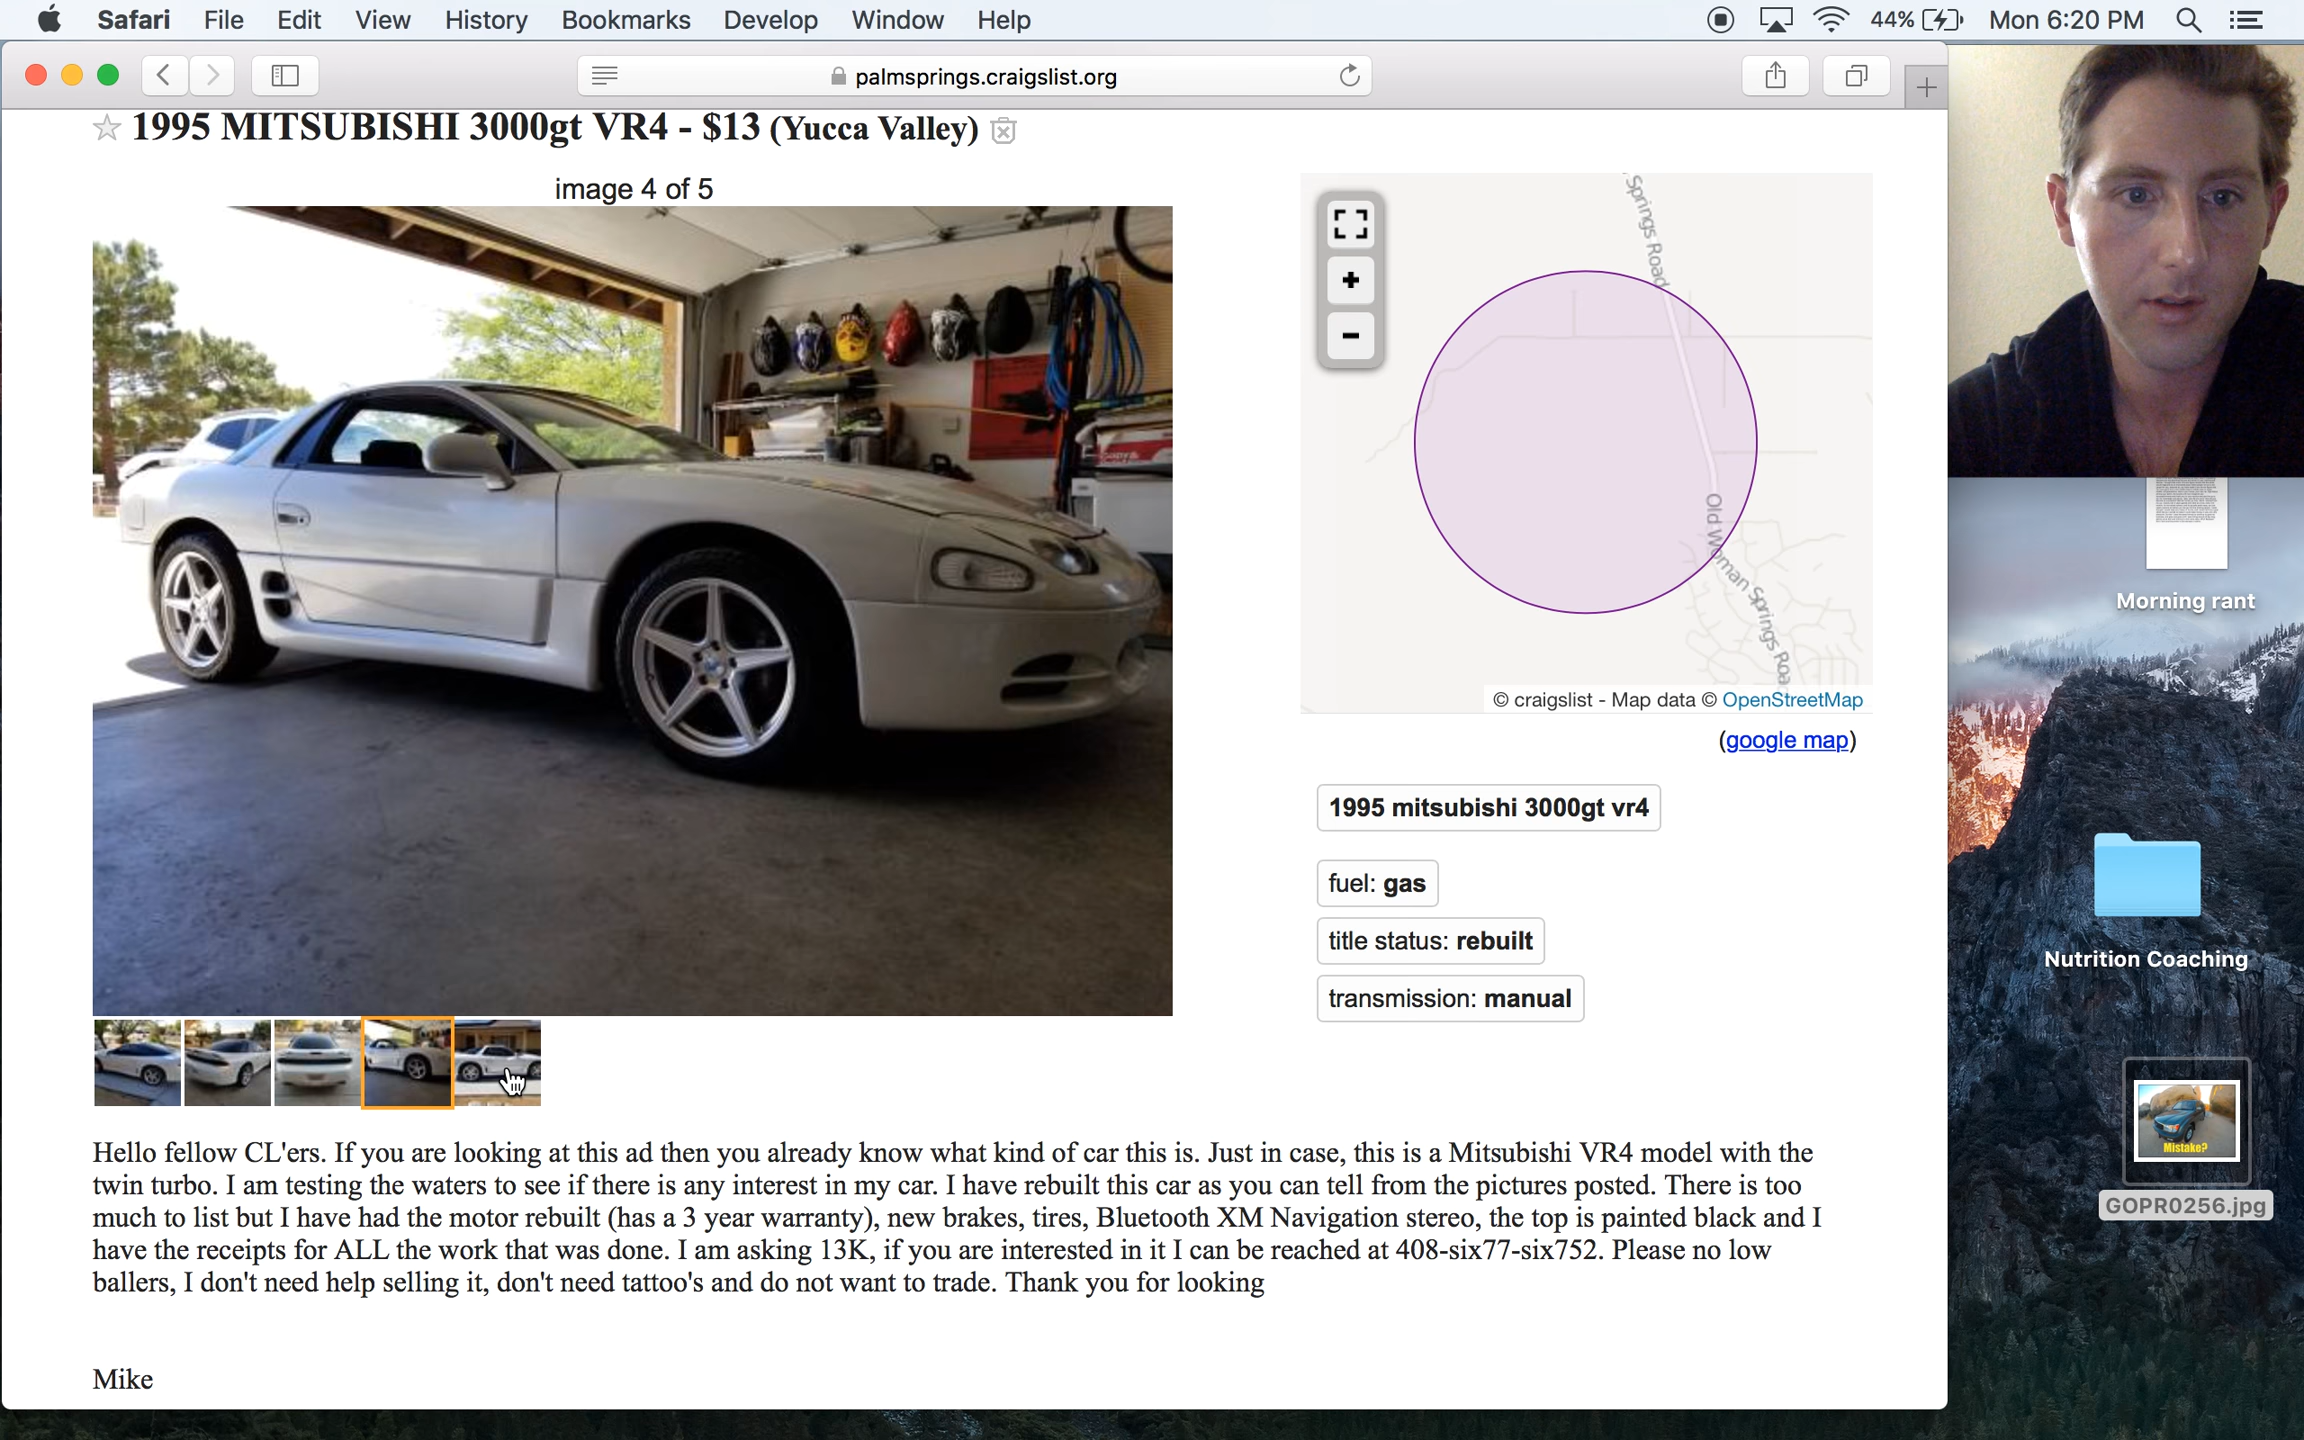 Safari File Edit View History Bookmarks Develop Window Help 44% Mon 6:20 PM
palmsprings.craigslist.org
1995 MITSUBISHI 3000gt VR4 - $13 (Yucca Valley)
image 4 of 5
Springs Road
Old Woman Springs Roa
© craigslist - Map data © OpenStreetMap
(google map)
1995 mitsubishi 3000gt vr4
fuel: gas
title status: rebuilt
transmission: manual
Hello fellow CL'ers. If you are looking at this ad then you already know what kind of car this is. Just in case, this is a Mitsubishi VR4 model with the
twin turbo. I am testing the waters to see if there is any interest in my car. I have rebuilt this car as you can tell from the pictures posted. There is too
much to list but I have had the motor rebuilt (has a 3 year warranty), new brakes, tires, Bluetooth XM Navigation stereo, the top is painted black and I
have the receipts for ALL the work that was done. I am asking 13K, if you are interested in it I can be reached at 408-six77-six752. Please no low
ballers, I don't need help selling it, don't need tattoo's and do not want to trade. Thank you for looking
Mike
Morning rant
Nutrition Coaching
Mistake?
GOPR0256.jpg